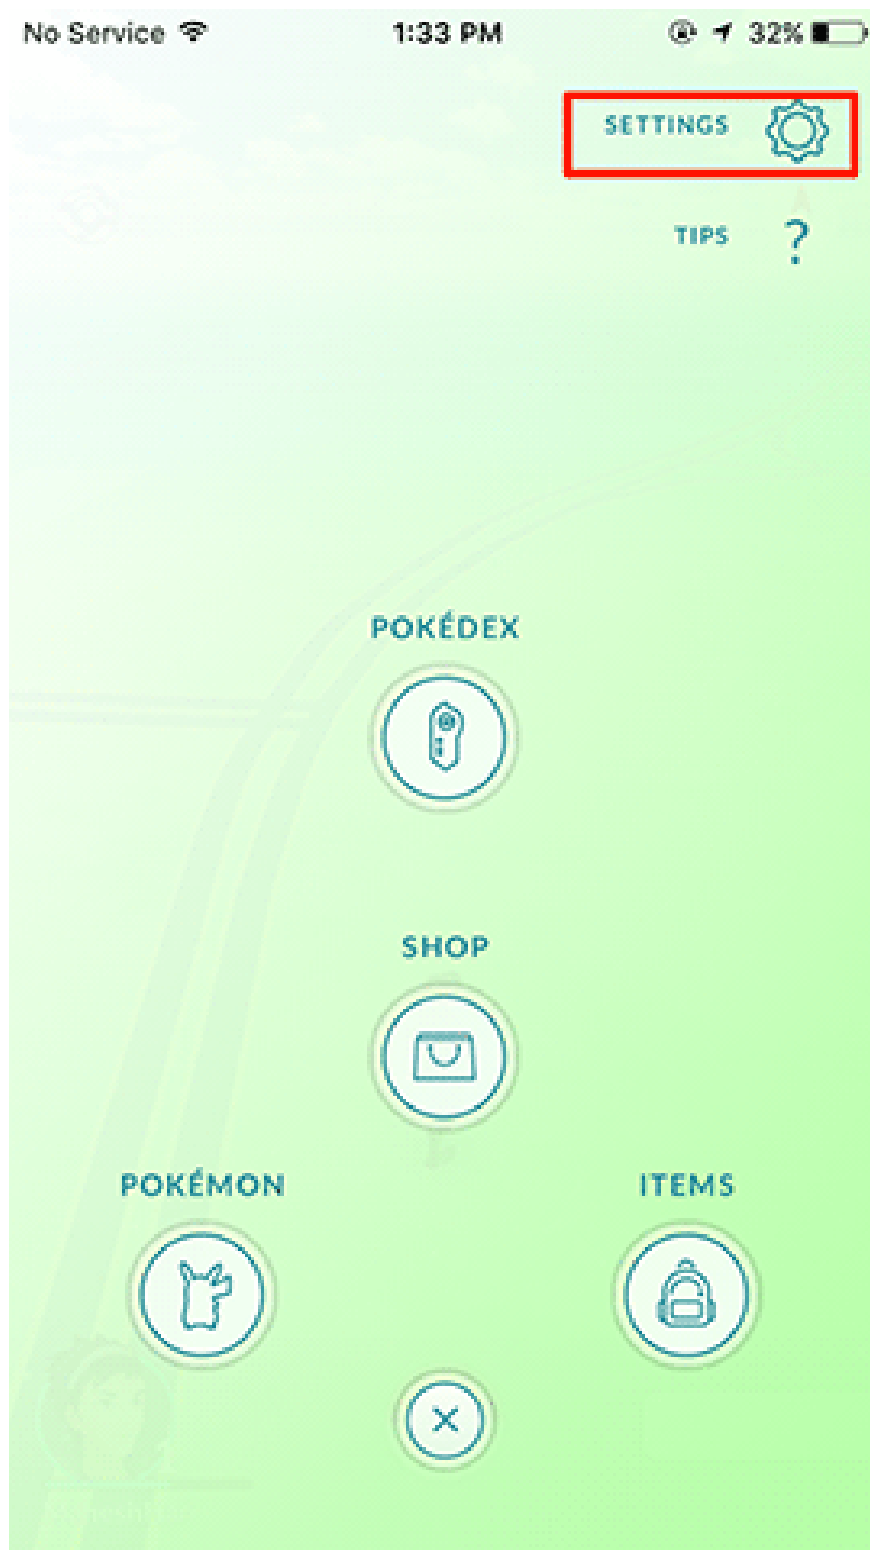 No Service 1:33 PM 32%
SETTINGS
TIPS ?
POKÉDEX
SHOP
POKÉMON ITEMS